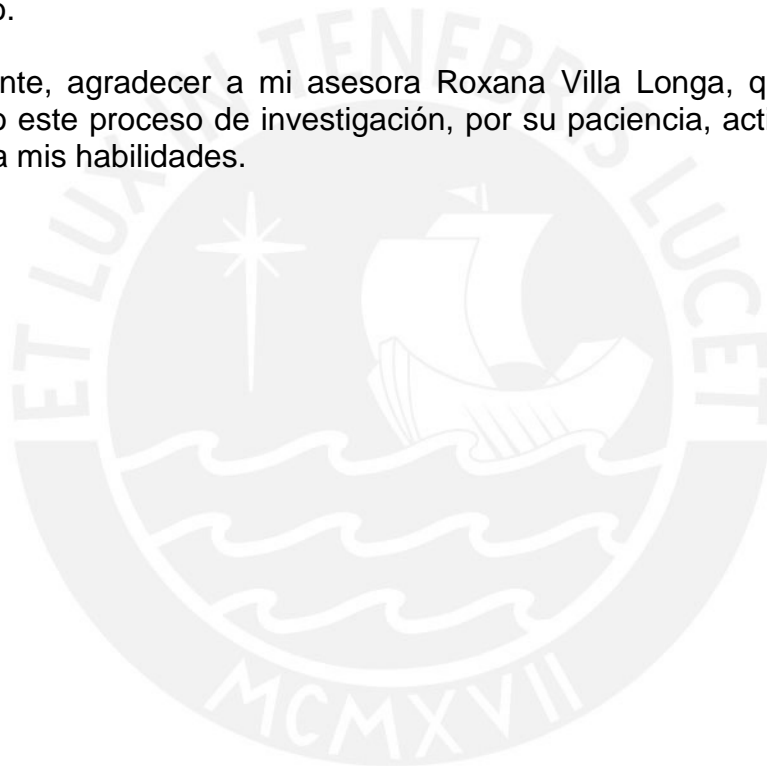 o.
nte, agradecer a mi asesora Roxana Villa Longa, q
o este proceso de investigación, por su paciencia, act
a mis habilidades.
ET LUX IN TENEBRIS LUCET
MCMXVII